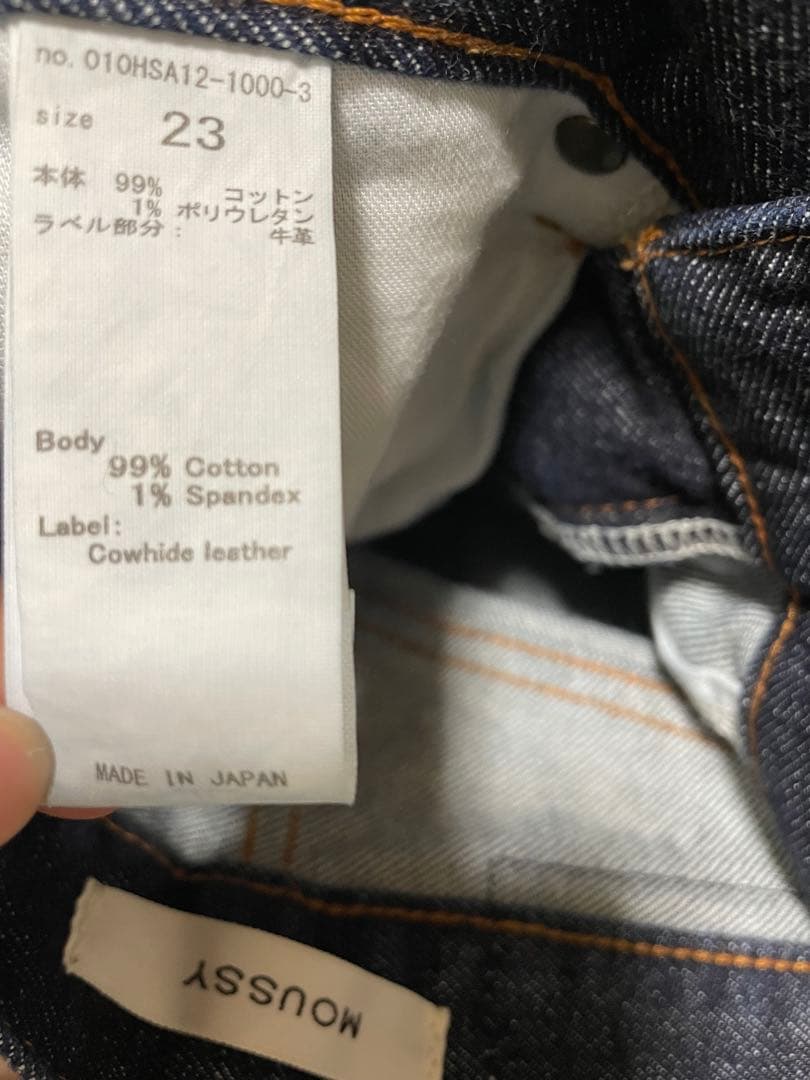 no. 010HSA12-1000-3
size 23
本体 99% コットン
1% ポリウレタン
ラベル部分: 牛革
Body
99% Cotton
1% Spandex
Label:
Cowhide leather
MADE IN JAPAN
MOUSSY